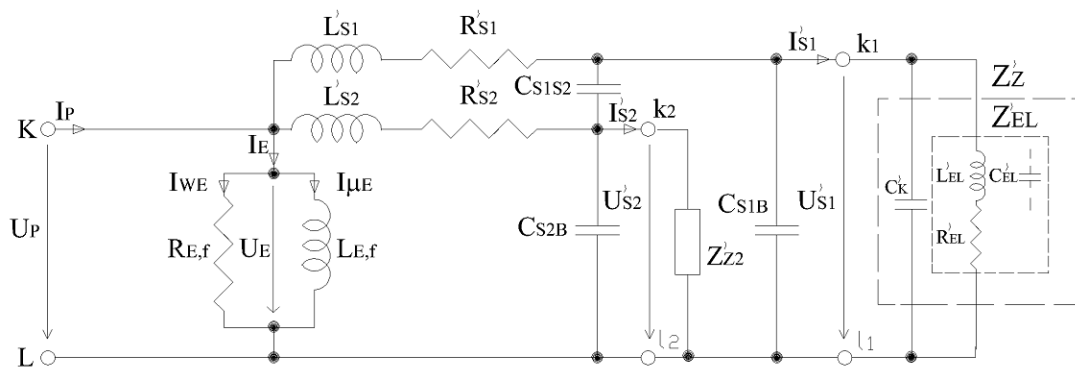 L'S1 R'S1 I'S1 k1
CS1S2 Z'Z
L'S2 R'S2 I'S2 k2 Z'EL
K IP
IE
IWE IμE L'EL C'EL
C'K
UP RE,f UE LE,f CS2B U'S2 Z'Z2 CS1B U'S1 R'EL
L l2 l1